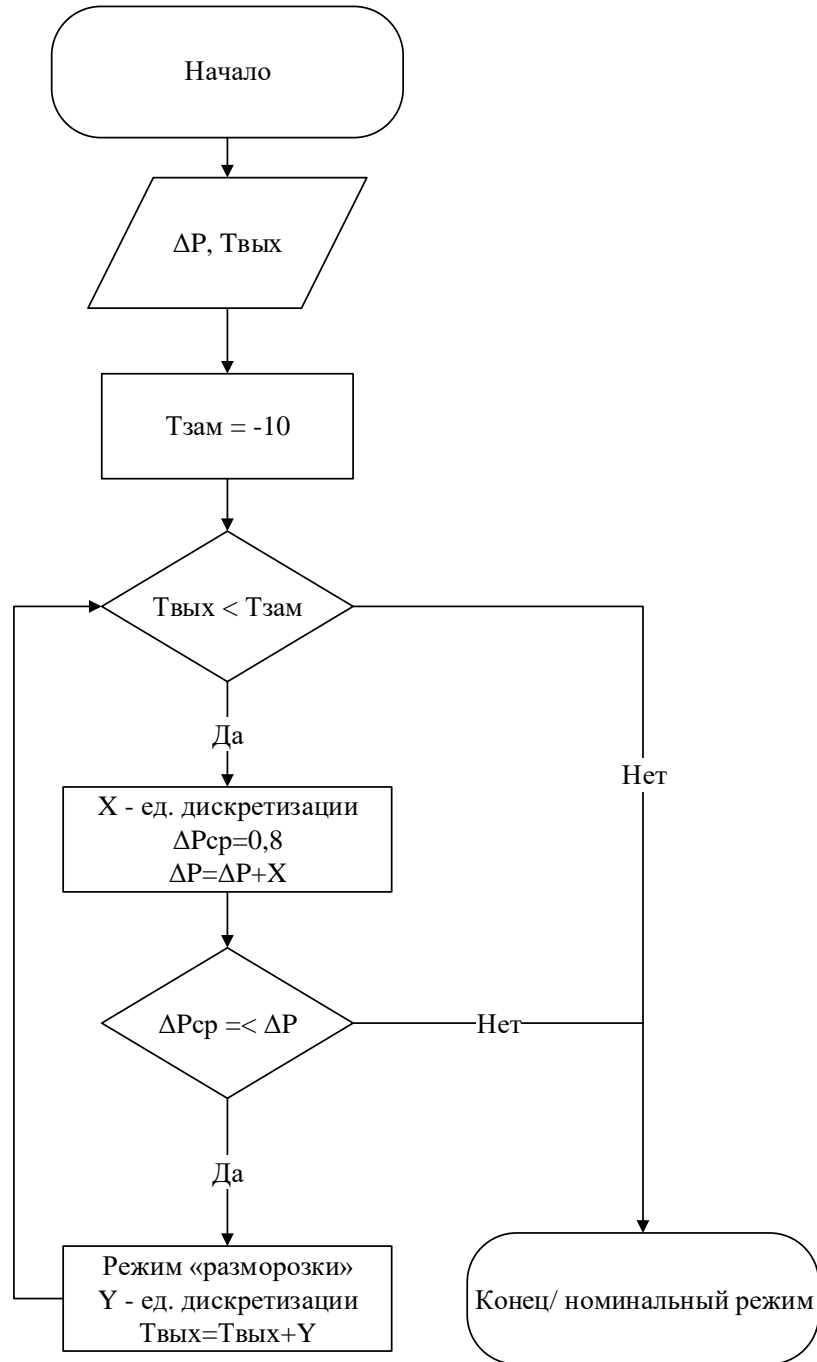 Начало
ΔP, Tвых
Tзам = -10
Tвых < Tзам
Да
Нет
X - ед. дискретизации
ΔPср=0,8
ΔP=ΔP+X
ΔPср =< ΔP
Нет
Да
Режим «разморозки»
Y - ед. дискретизации
Tвых=Tвых+Y
Конец/ номинальный режим